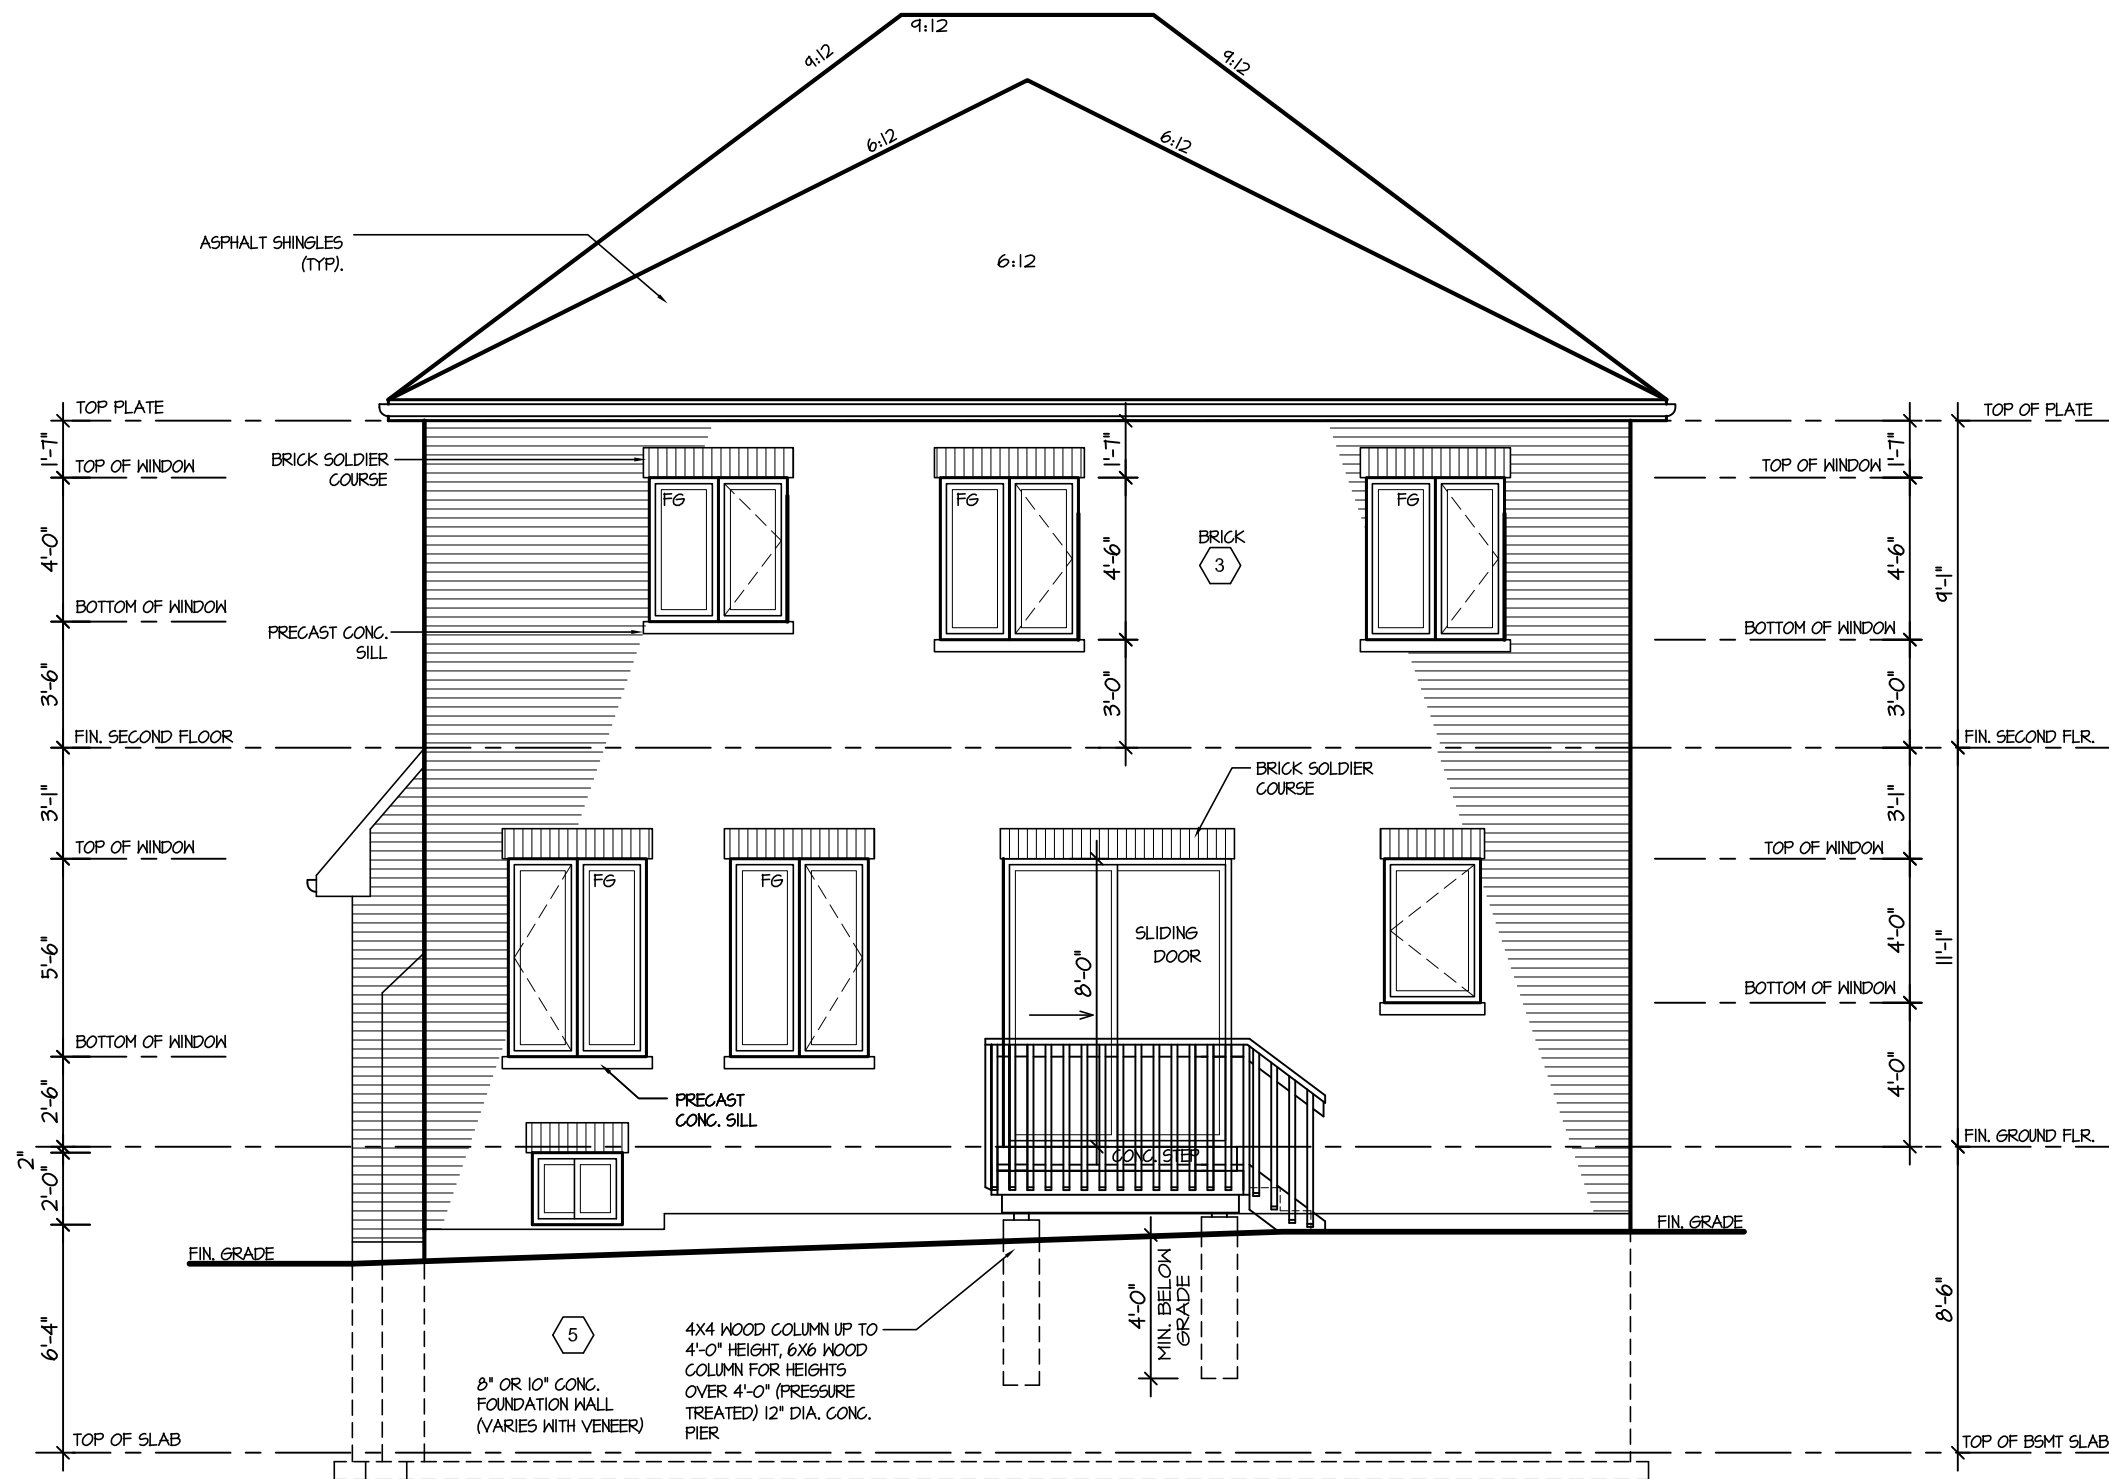 9:12
9:12
9:12
6:12
6:12
ASPHALT SHINGLES
(TYP).
6:12
TOP PLATE
TOP OF PLATE
1'-7"
1'-7"
1'-7"
TOP OF WINDOW
BRICK SOLDIER
COURSE
TOP OF WINDOW
FG
FG
FG
4'-0"
4'-6"
BRICK
3
4'-6"
9'-1"
BOTTOM OF WINDOW
PRECAST CONC.
SILL
BOTTOM OF WINDOW
3'-6"
3'-0"
3'-0"
FIN. SECOND FLOOR
FIN. SECOND FLR.
BRICK SOLDIER
COURSE
3'-1"
3'-1"
TOP OF WINDOW
TOP OF WINDOW
FG
FG
SLIDING
DOOR
5'-6"
8'-0"
4'-0"
11'-1"
BOTTOM OF WINDOW
BOTTOM OF WINDOW
2'-6"
PRECAST
CONC. SILL
4'-0"
FIN. GROUND FLR.
2"
CONC. STEP
2'-0"
FIN. GRADE
FIN. GRADE
6'-4"
5
8" OR 10" CONC.
FOUNDATION WALL
(VARIES WITH VENEER)
4X4 WOOD COLUMN UP TO
4'-0" HEIGHT, 6X6 WOOD
COLUMN FOR HEIGHTS
OVER 4'-0" (PRESSURE
TREATED) 12" DIA. CONC.
PIER
4'-0"
MIN. BELOW
GRADE
8'-6"
TOP OF SLAB
TOP OF BSMT SLAB